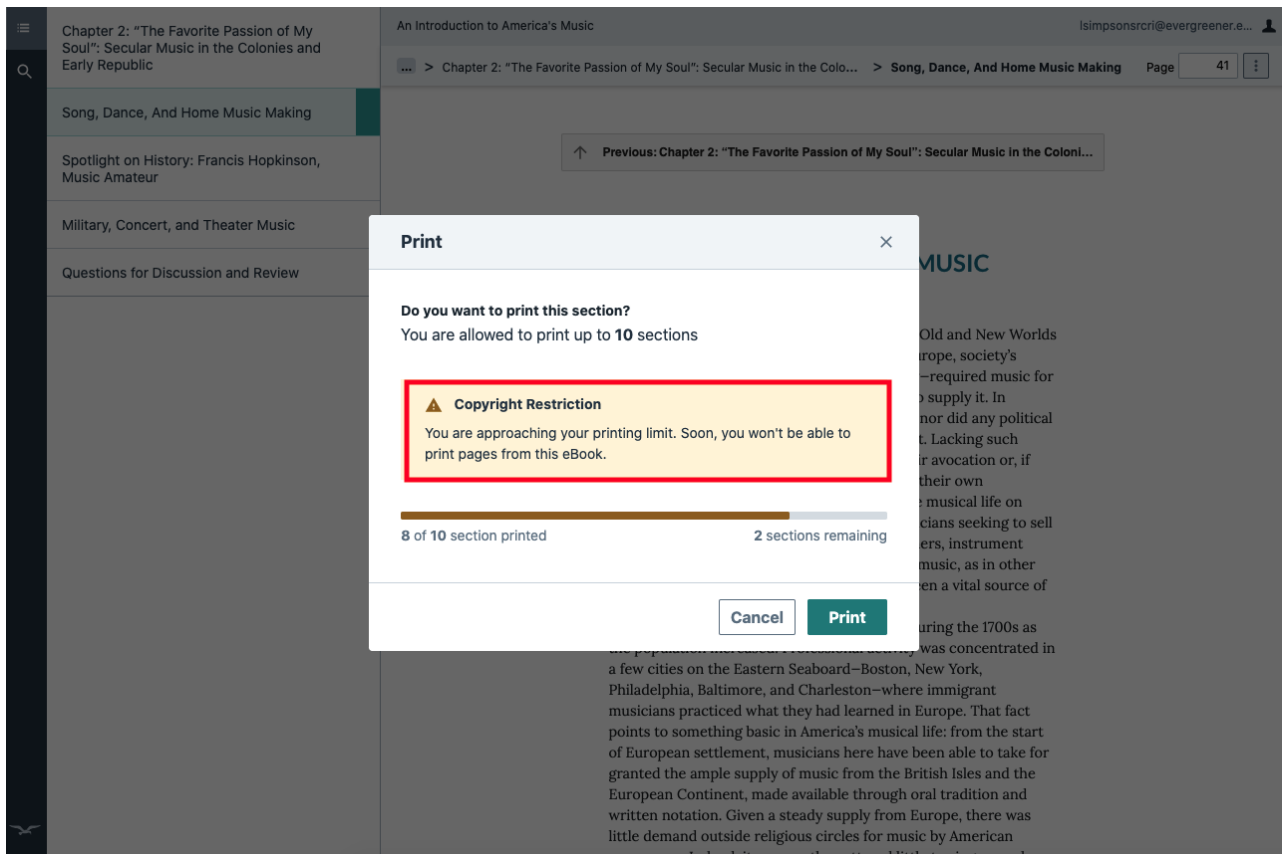 Chapter 2: “The Favorite Passion of My
Soul”: Secular Music in the Colonies and
Early Republic
Song, Dance, And Home Music Making
Spotlight on History: Francis Hopkinson,
Music Amateur
Military, Concert, and Theater Music
Questions for Discussion and Review
An Introduction to America's Music
lsimpsonsrcri@evergreener.e...
... > Chapter 2: “The Favorite Passion of My Soul”: Secular Music in the Colo... > Song, Dance, And Home Music Making Page 41
Previous: Chapter 2: “The Favorite Passion of My Soul”: Secular Music in the Coloni...
MUSIC
Old and New Worlds
urope, society’s
—required music for
o supply it. In
nor did any political
t. Lacking such
ir avocation or, if
their own
e musical life on
cians seeking to sell
ers, instrument
music, as in other
en a vital source of
uring the 1700s as
the population increased. Professional activity was concentrated in
a few cities on the Eastern Seaboard—Boston, New York,
Philadelphia, Baltimore, and Charleston—where immigrant
musicians practiced what they had learned in Europe. That fact
points to something basic in America’s musical life: from the start
of European settlement, musicians here have been able to take for
granted the ample supply of music from the British Isles and the
European Continent, made available through oral tradition and
written notation. Given a steady supply from Europe, there was
little demand outside religious circles for music by American
Print
Do you want to print this section?
You are allowed to print up to 10 sections
Copyright Restriction
You are approaching your printing limit. Soon, you won't be able to
print pages from this eBook.
8 of 10 section printed
2 sections remaining
Cancel
Print